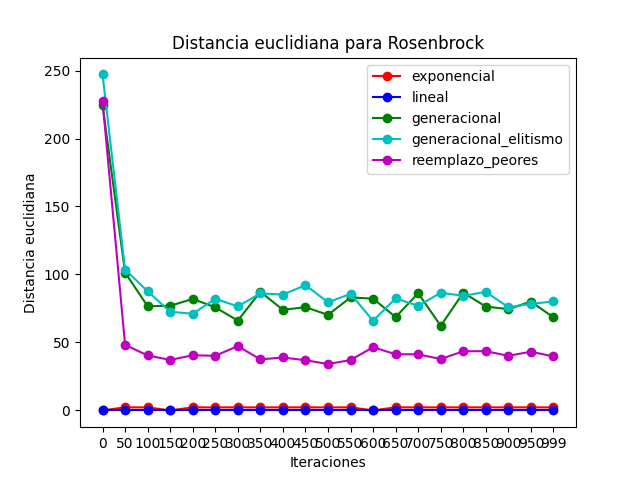 Distancia euclidiana para Rosenbrock
250
200
150
100
50
0
Distancia euclidiana
exponencial
lineal
generacional
generacional_elitismo
reemplazo_peores
0 50 100 150 200 250 300 350 400 450 500 550 600 650 700 750 800 850 900 950 999
Iteraciones